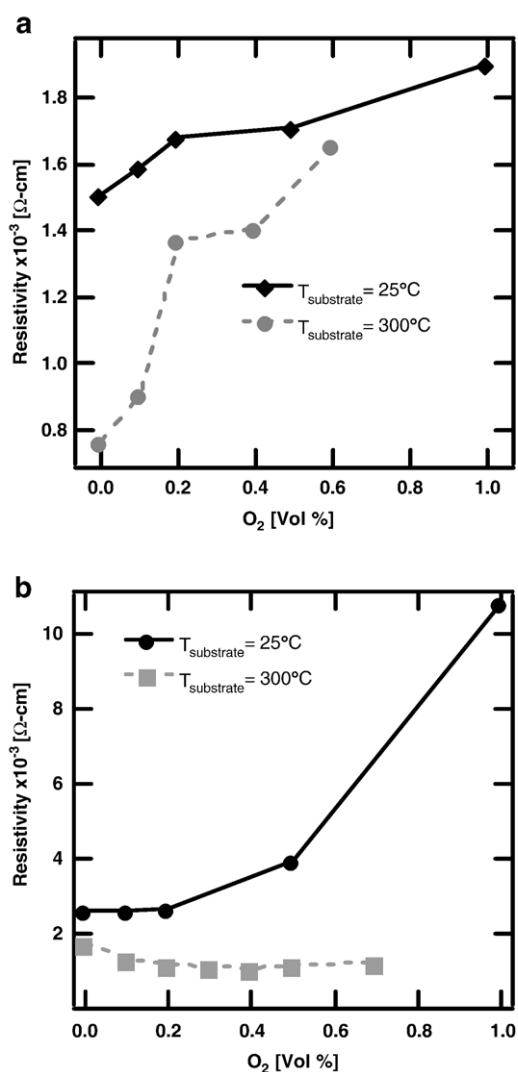 a
Resistivity x10⁻³ [Ω-cm]
1.8
1.6
1.4
1.2
1.0
0.8
T_substrate= 25°C
T_substrate= 300°C
0.0 0.2 0.4 0.6 0.8 1.0
O₂ [Vol %]
b
Resistivity x10⁻³ [Ω-cm]
10
8
6
4
2
T_substrate= 25°C
T_substrate= 300°C
0.0 0.2 0.4 0.6 0.8 1.0
O₂ [Vol %]